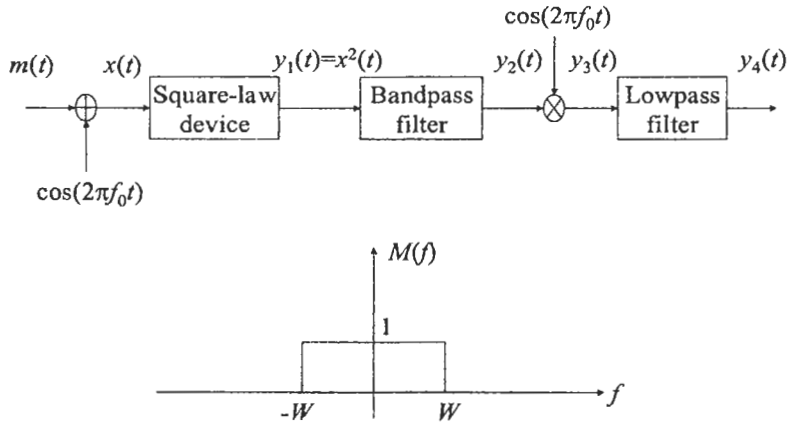 cos(2πf₀t)
m(t) x(t) y₁(t)=x²(t) y₂(t) y₃(t) y₄(t)
Square-law
device
Bandpass
filter
Lowpass
filter
cos(2πf₀t)
M(f)
1
f
-W W